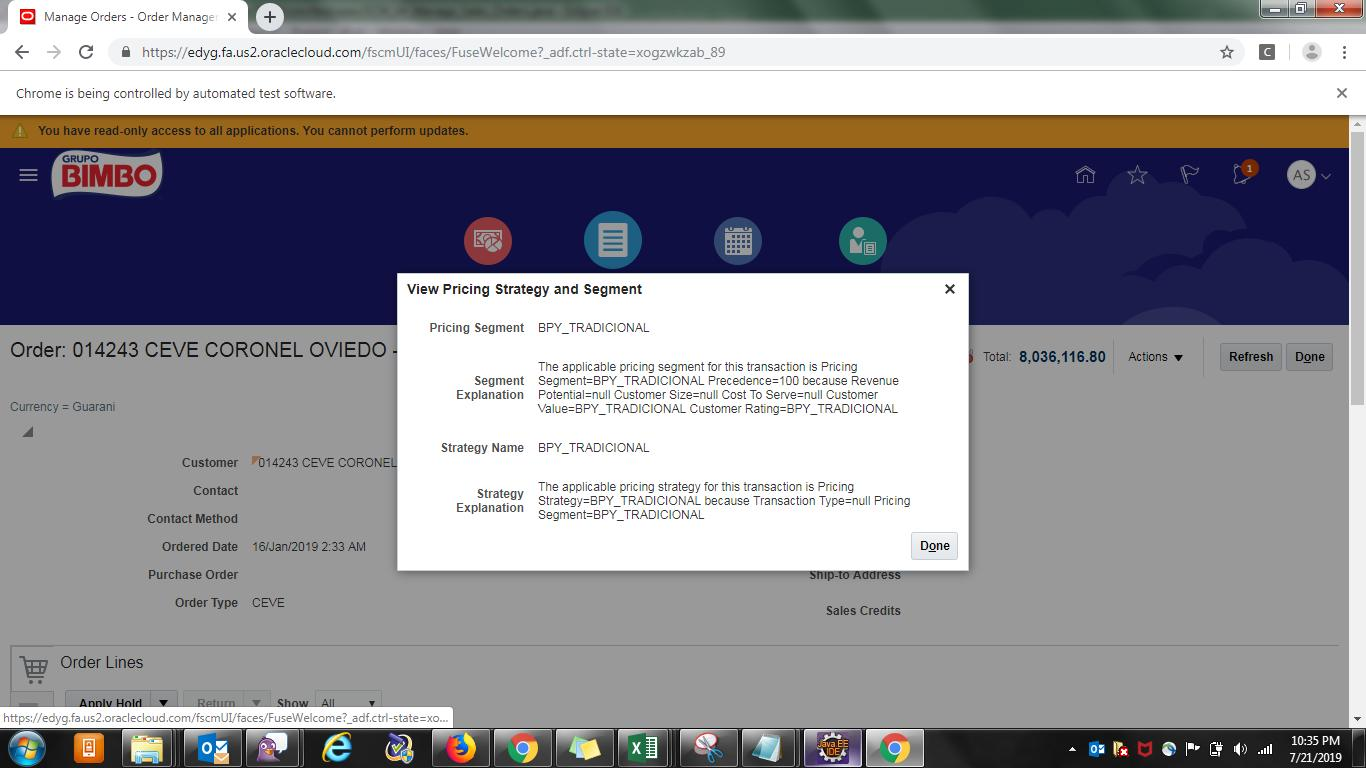 Manage Orders - Order Manager
https://edyg.fa.us2.oraclecloud.com/fscmUI/faces/FuseWelcome?_adf.ctrl-state=xogzwkzab_89
C
Chrome is being controlled by automated test software.
You have read-only access to all applications. You cannot perform updates.
GRUPO
BIMBO
1
AS
View Pricing Strategy and Segment
Pricing Segment BPY_TRADICIONAL
Segment Explanation
The applicable pricing segment for this transaction is Pricing
Segment=BPY_TRADICIONAL Precedence=100 because Revenue
Potential=null Customer Size=null Cost To Serve=null Customer
Value=BPY_TRADICIONAL Customer Rating=BPY_TRADICIONAL
Strategy Name BPY_TRADICIONAL
Strategy Explanation
The applicable pricing strategy for this transaction is Pricing
Strategy=BPY_TRADICIONAL because Transaction Type=null Pricing
Segment=BPY_TRADICIONAL
Done
Order: 014243 CEVE CORONEL OVIEDO -
Total: 8,036,116.80
Actions
Refresh
Done
Currency = Guarani
Customer 014243 CEVE CORONEL
Contact
Contact Method
Ordered Date 16/Jan/2019 2:33 AM
Purchase Order
Order Type CEVE
Ship-to Address
Sales Credits
Order Lines
Apply Hold
Return
Show All
https://edyg.fa.us2.oraclecloud.com/fscmUI/faces/FuseWelcome?_adf.ctrl-state=xo...
Java EE
IDE
10:35 PM
7/21/2019